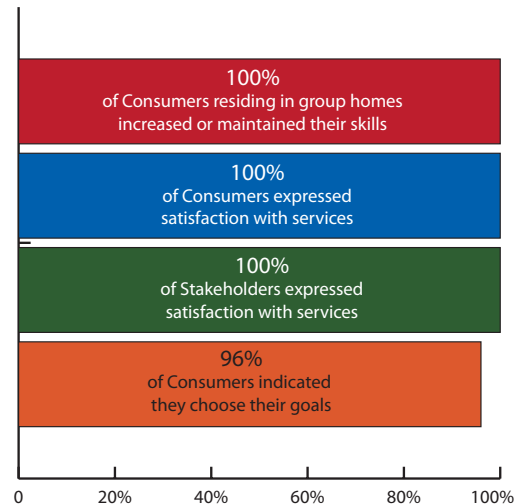 100%
of Consumers residing in group homes
increased or maintained their skills
100%
of Consumers expressed
satisfaction with services
100%
of Stakeholders expressed
satisfaction with services
96%
of Consumers indicated
they choose their goals
0 20% 40% 60% 80% 100%